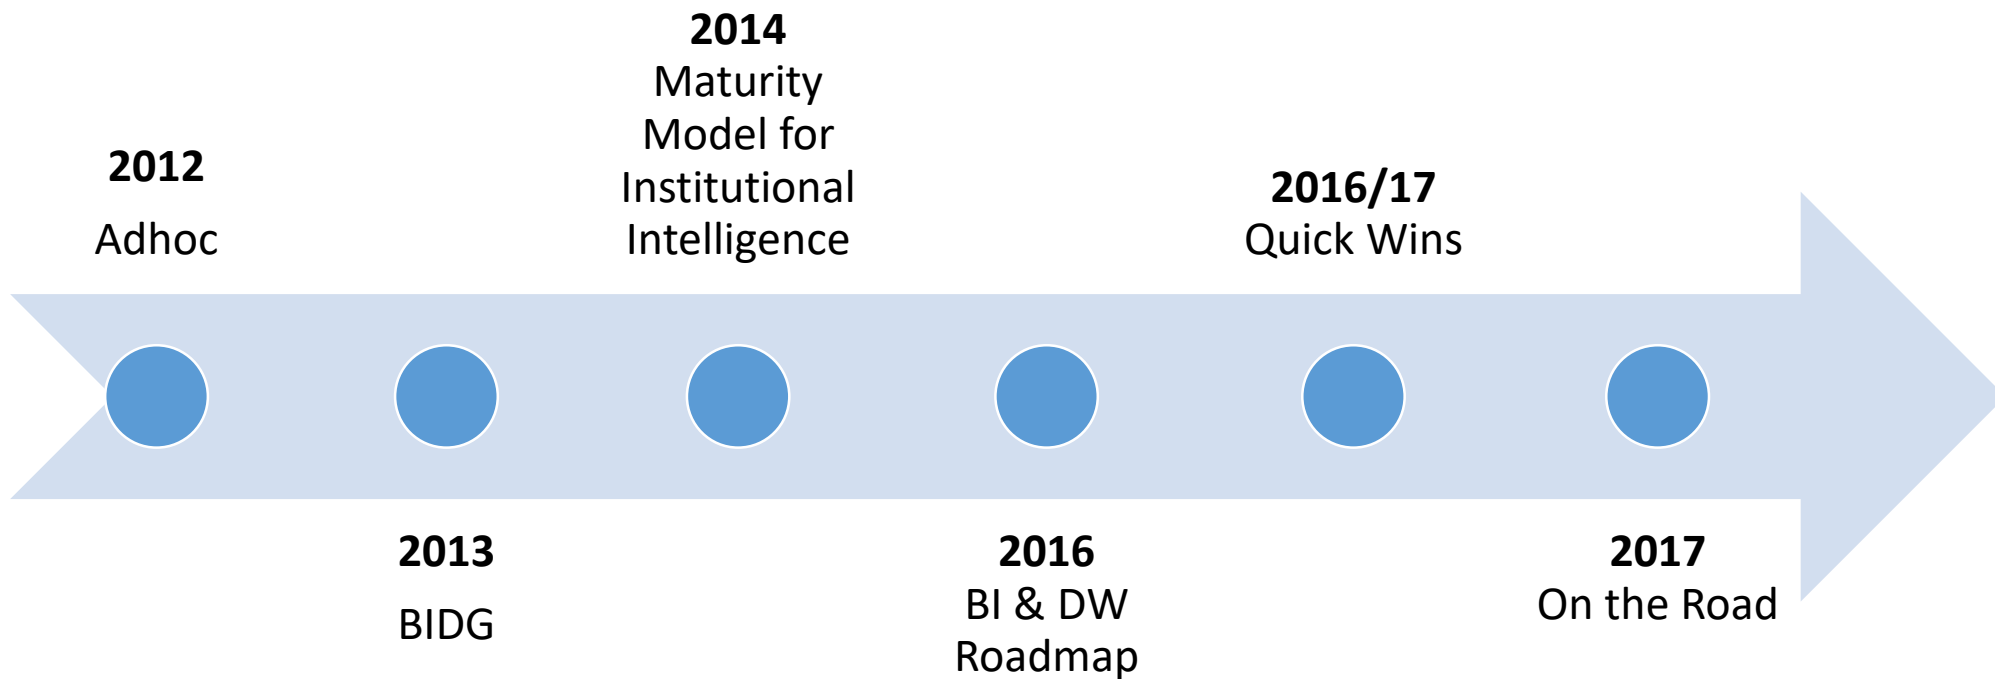 2012
Adhoc
2013
BIDG
2014
Maturity
Model for
Institutional
Intelligence
2016
BI & DW
Roadmap
2016/17
Quick Wins
2017
On the Road